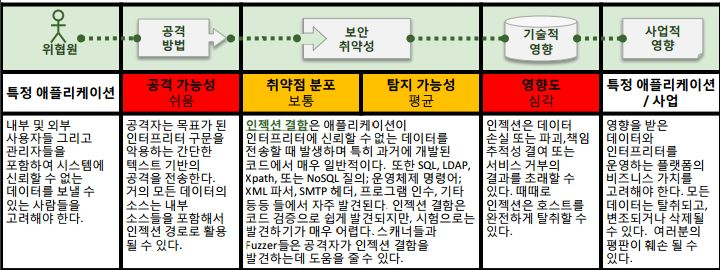 위협원
공격
방법
보안
취약성
기술적
영향
사업적
영향
특정 애플리케이션
공격 가능성
쉬움
취약점 분포
보통
탐지 가능성
평균
영향도
심각
특정 애플리케이션
/ 사업
내부 및 외부
사용자들 그리고
관리자들을
포함하여 시스템에
신뢰할 수 없는
데이터를 보낼 수
있는 사람들을
고려해야 한다.
공격자는 목표가 된
인터프리터 구문을
악용하는 간단한
텍스트 기반의
공격을 전송한다.
거의 모든 데이터의
소스는 내부
소스들을 포함해서
인젝션 경로로 활용
될 수 있다.
인젝션 결함은 애플리케이션이
인터프리터에 신뢰할 수 없는 데이터를
전송할 때 발생하며 특히 과거에 개발된
코드에서 매우 일반적이다. 또한 SQL, LDAP,
Xpath, 또는 NoSQL 질의; 운영체제 명령어;
XML 파서, SMTP 헤더, 프로그램 인수, 기타
등등 들에서 자주 발견된다. 인젝션 결함은
코드 검증으로 쉽게 발견되지만, 시험으로는
발견하기가 매우 어렵다. 스캐너들과
Fuzzer들은 공격자가 인젝션 결함을
발견하는데 도움을 줄 수 있다.
인젝션은 데이터
손실 또는 파괴,책임
추적성 결여 또는
서비스 거부의
결과를 초래할 수
있다. 때때로
인젝션은 호스트를
완전하게 탈취할 수
있다.
영향을 받은
데이터와
인터프리터를
운영하는 플랫폼의
비즈니스 가치를
고려해야 한다. 모든
데이터는 탈취되고,
변조되거나 삭제될
수 있다. 여러분의
평판이 훼손 될 수
있다.